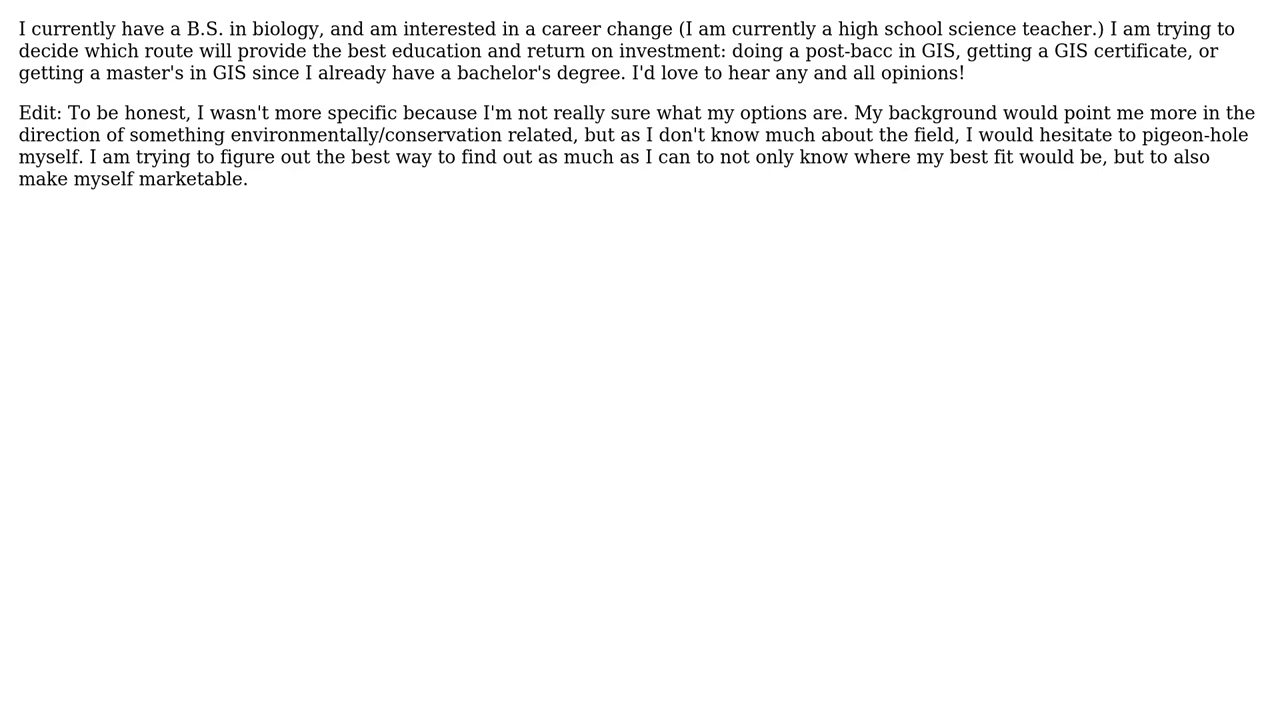 I currently have a B.S. in biology, and am interested in a career change (I am currently a high school science teacher.) I am trying to
decide which route will provide the best education and return on investment: doing a post-bacc in GIS, getting a GIS certificate, or
getting a master's in GIS since I already have a bachelor's degree. I'd love to hear any and all opinions!
Edit: To be honest, I wasn't more specific because I'm not really sure what my options are. My background would point me more in the
direction of something environmentally/conservation related, but as I don't know much about the field, I would hesitate to pigeon-hole
myself. I am trying to figure out the best way to find out as much as I can to not only know where my best fit would be, but to also
make myself marketable.